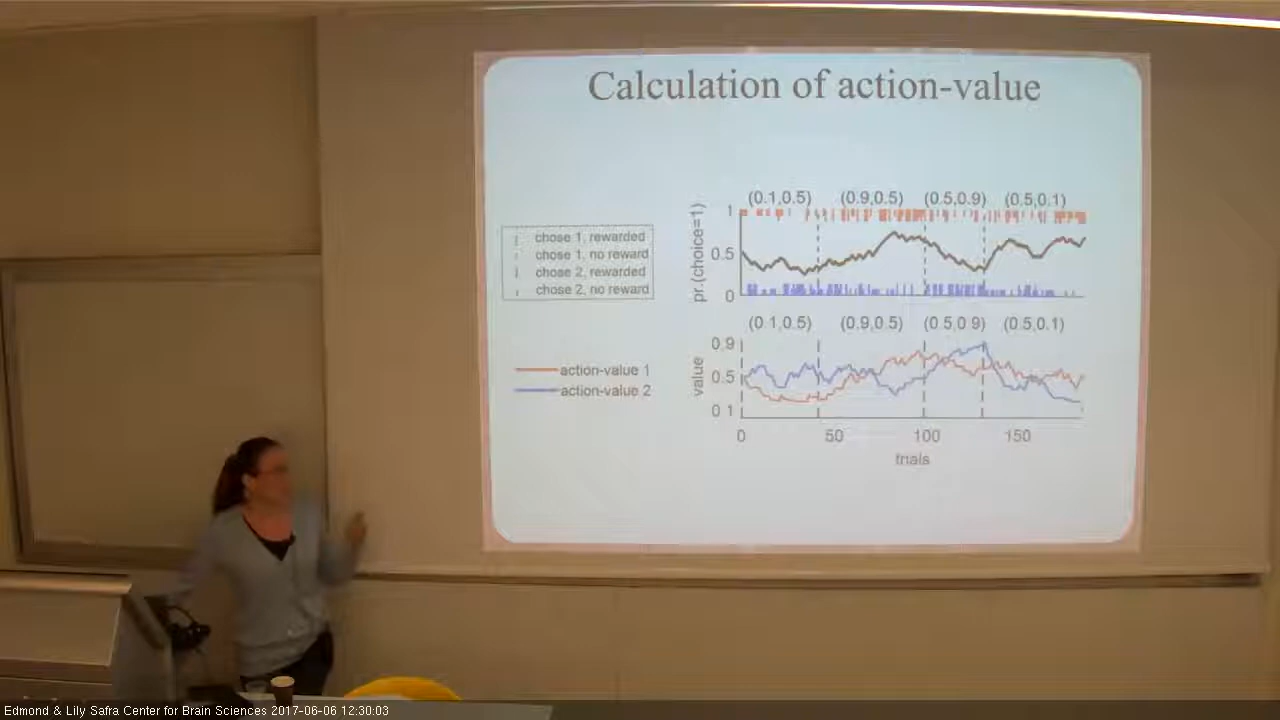 Calculation of action-value
chose 1, rewarded
chose 1, no reward
chose 2, rewarded
chose 2, no reward
(0.1,0.5) (0.9,0.5) (0.5,0.9) (0.5,0.1)
pr.(choice=1)
1
0.5
0
(0.1,0.5) (0.9,0.5) (0.5,0.9) (0.5,0.1)
action-value 1
action-value 2
value
0.9
0.5
0.1
0 50 100 150
trials
Edmond & Lily Safra Center for Brain Sciences 2017-06-06 12:30:03